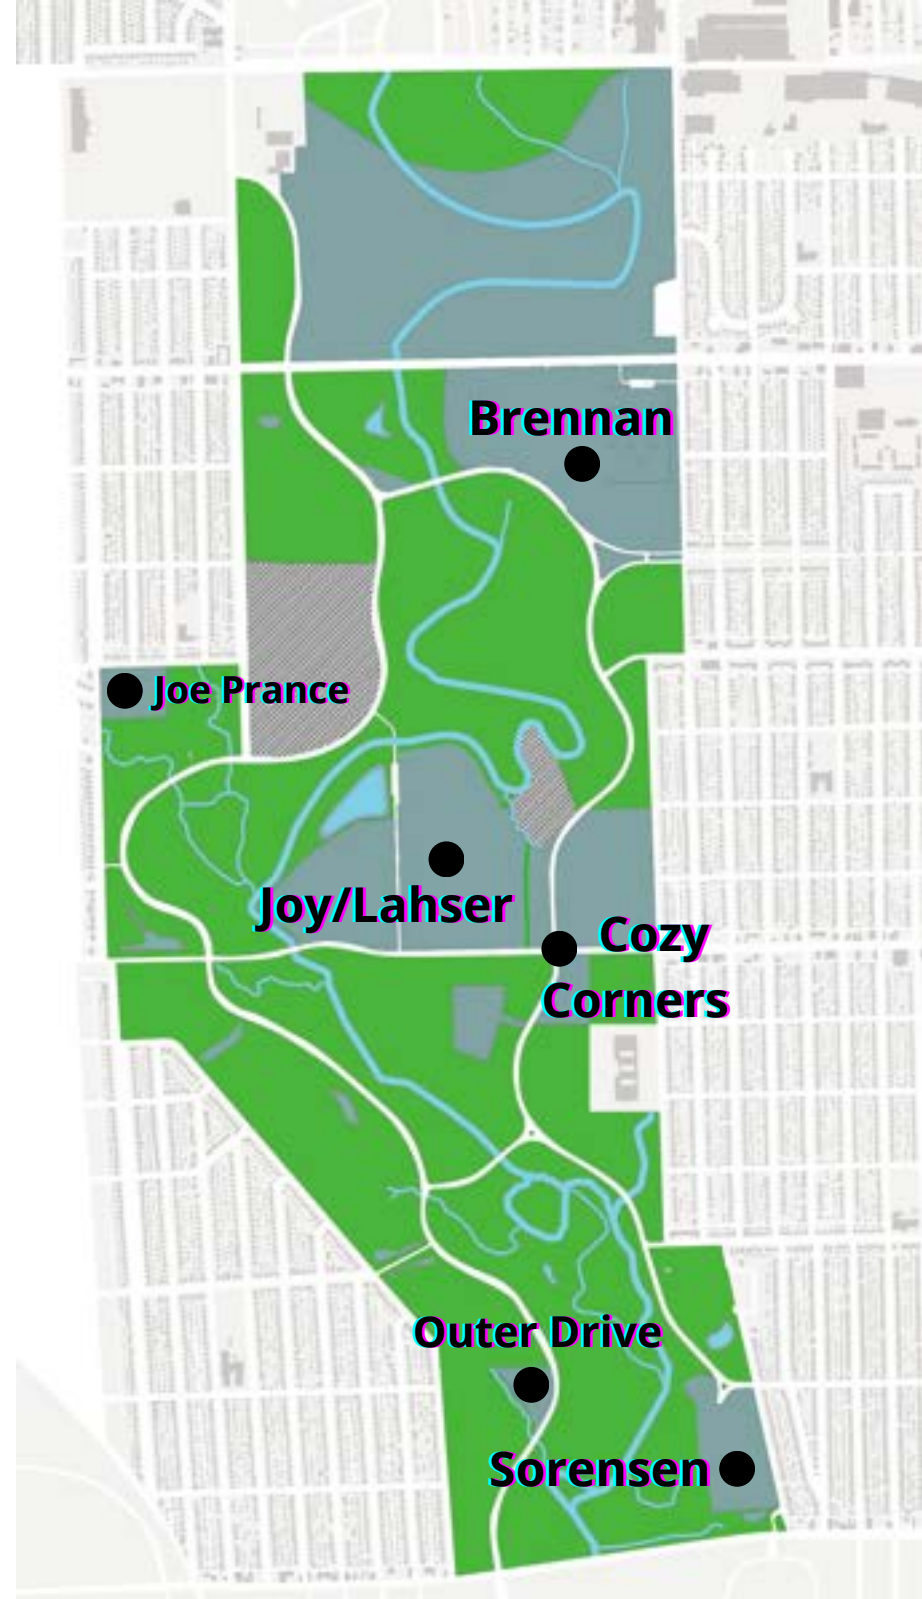 Brennan
Joe Prance
Joy/Lahser
Cozy
Corners
Outer Drive
Sorensen